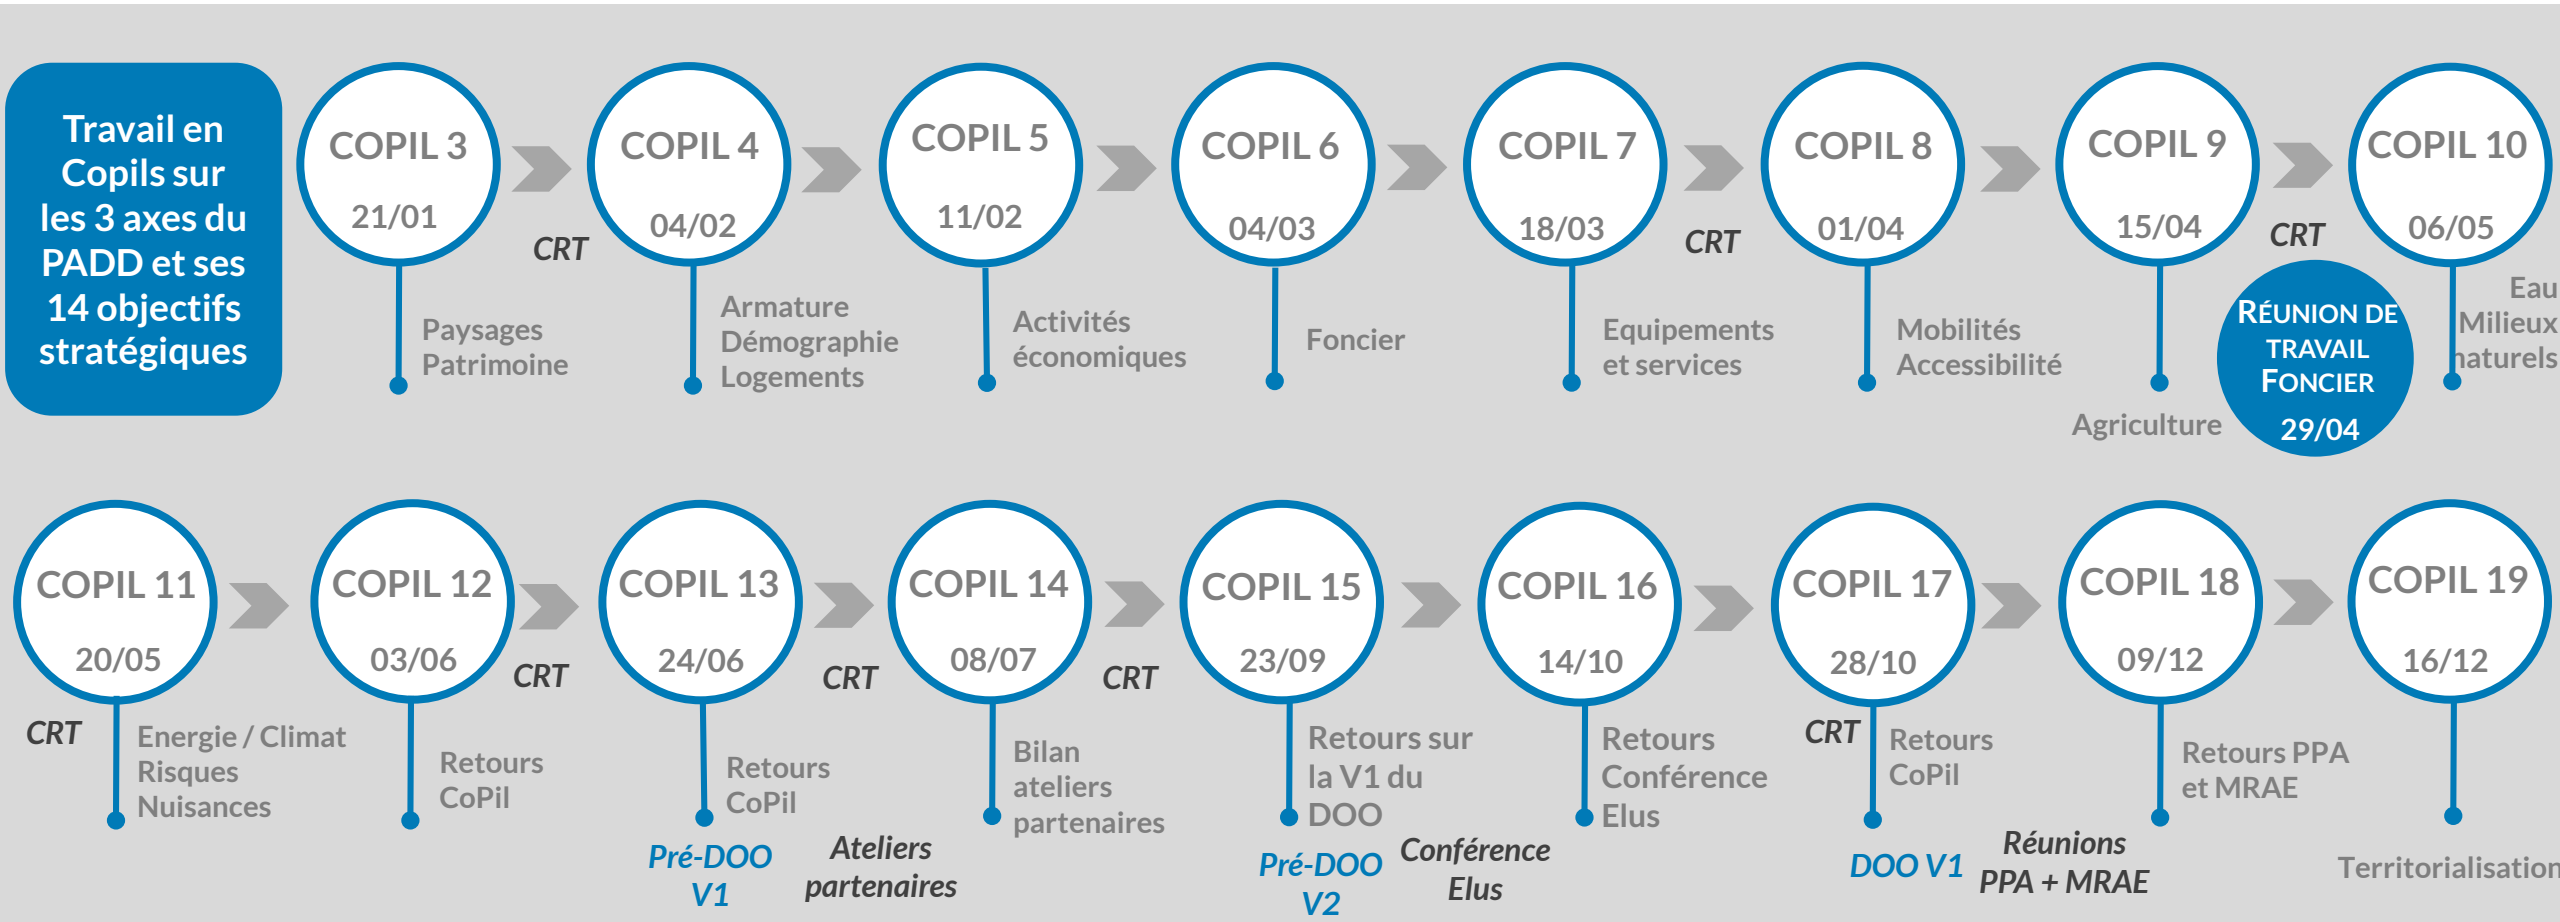 Travail en
Copils sur
les 3 axes du
PADD et ses
14 objectifs
stratégiques
COPIL 3
21/01
Paysages
Patrimoine
CRT
COPIL 4
04/02
Armature
Démographie
Logements
COPIL 5
11/02
Activités
économiques
COPIL 6
04/03
Foncier
COPIL 7
18/03
Equipements
et services
CRT
COPIL 8
01/04
Mobilités
Accessibilité
COPIL 9
15/04
Agriculture
CRT
RÉUNION DE
TRAVAIL
FONCIER
29/04
COPIL 10
06/05
Eau
Milieux
naturels
COPIL 11
20/05
CRT
Energie / Climat
Risques
Nuisances
COPIL 12
03/06
Retours
CoPil
CRT
COPIL 13
24/06
Retours
CoPil
Pré-DOO
V1
CRT
Ateliers
partenaires
COPIL 14
08/07
Bilan
ateliers
partenaires
CRT
COPIL 15
23/09
Retours sur
la V1 du
DOO
Pré-DOO
V2
Conférence
Elus
COPIL 16
14/10
Retours
Conférence
Elus
COPIL 17
28/10
CRT
Retours
CoPil
DOO V1
Réunions
PPA + MRAE
COPIL 18
09/12
Retours PPA
et MRAE
COPIL 19
16/12
Territorialisation